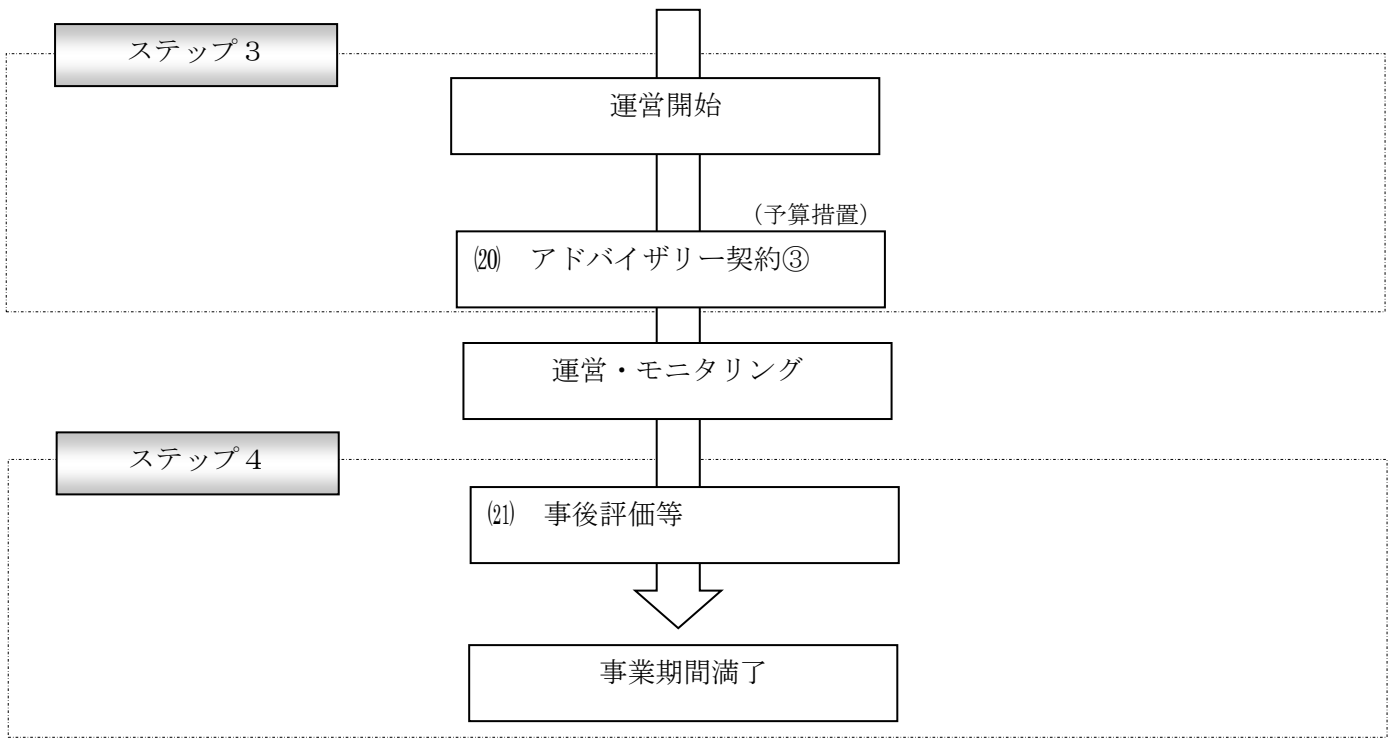 ステップ３
運営開始
（予算措置）
⒇　アドバイザリー契約③
運営・モニタリング
ステップ４
(21)　事後評価等
事業期間満了